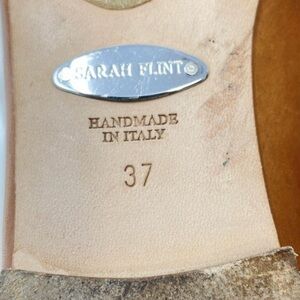 SARAH FLINT
HANDMADE
IN ITALY
37